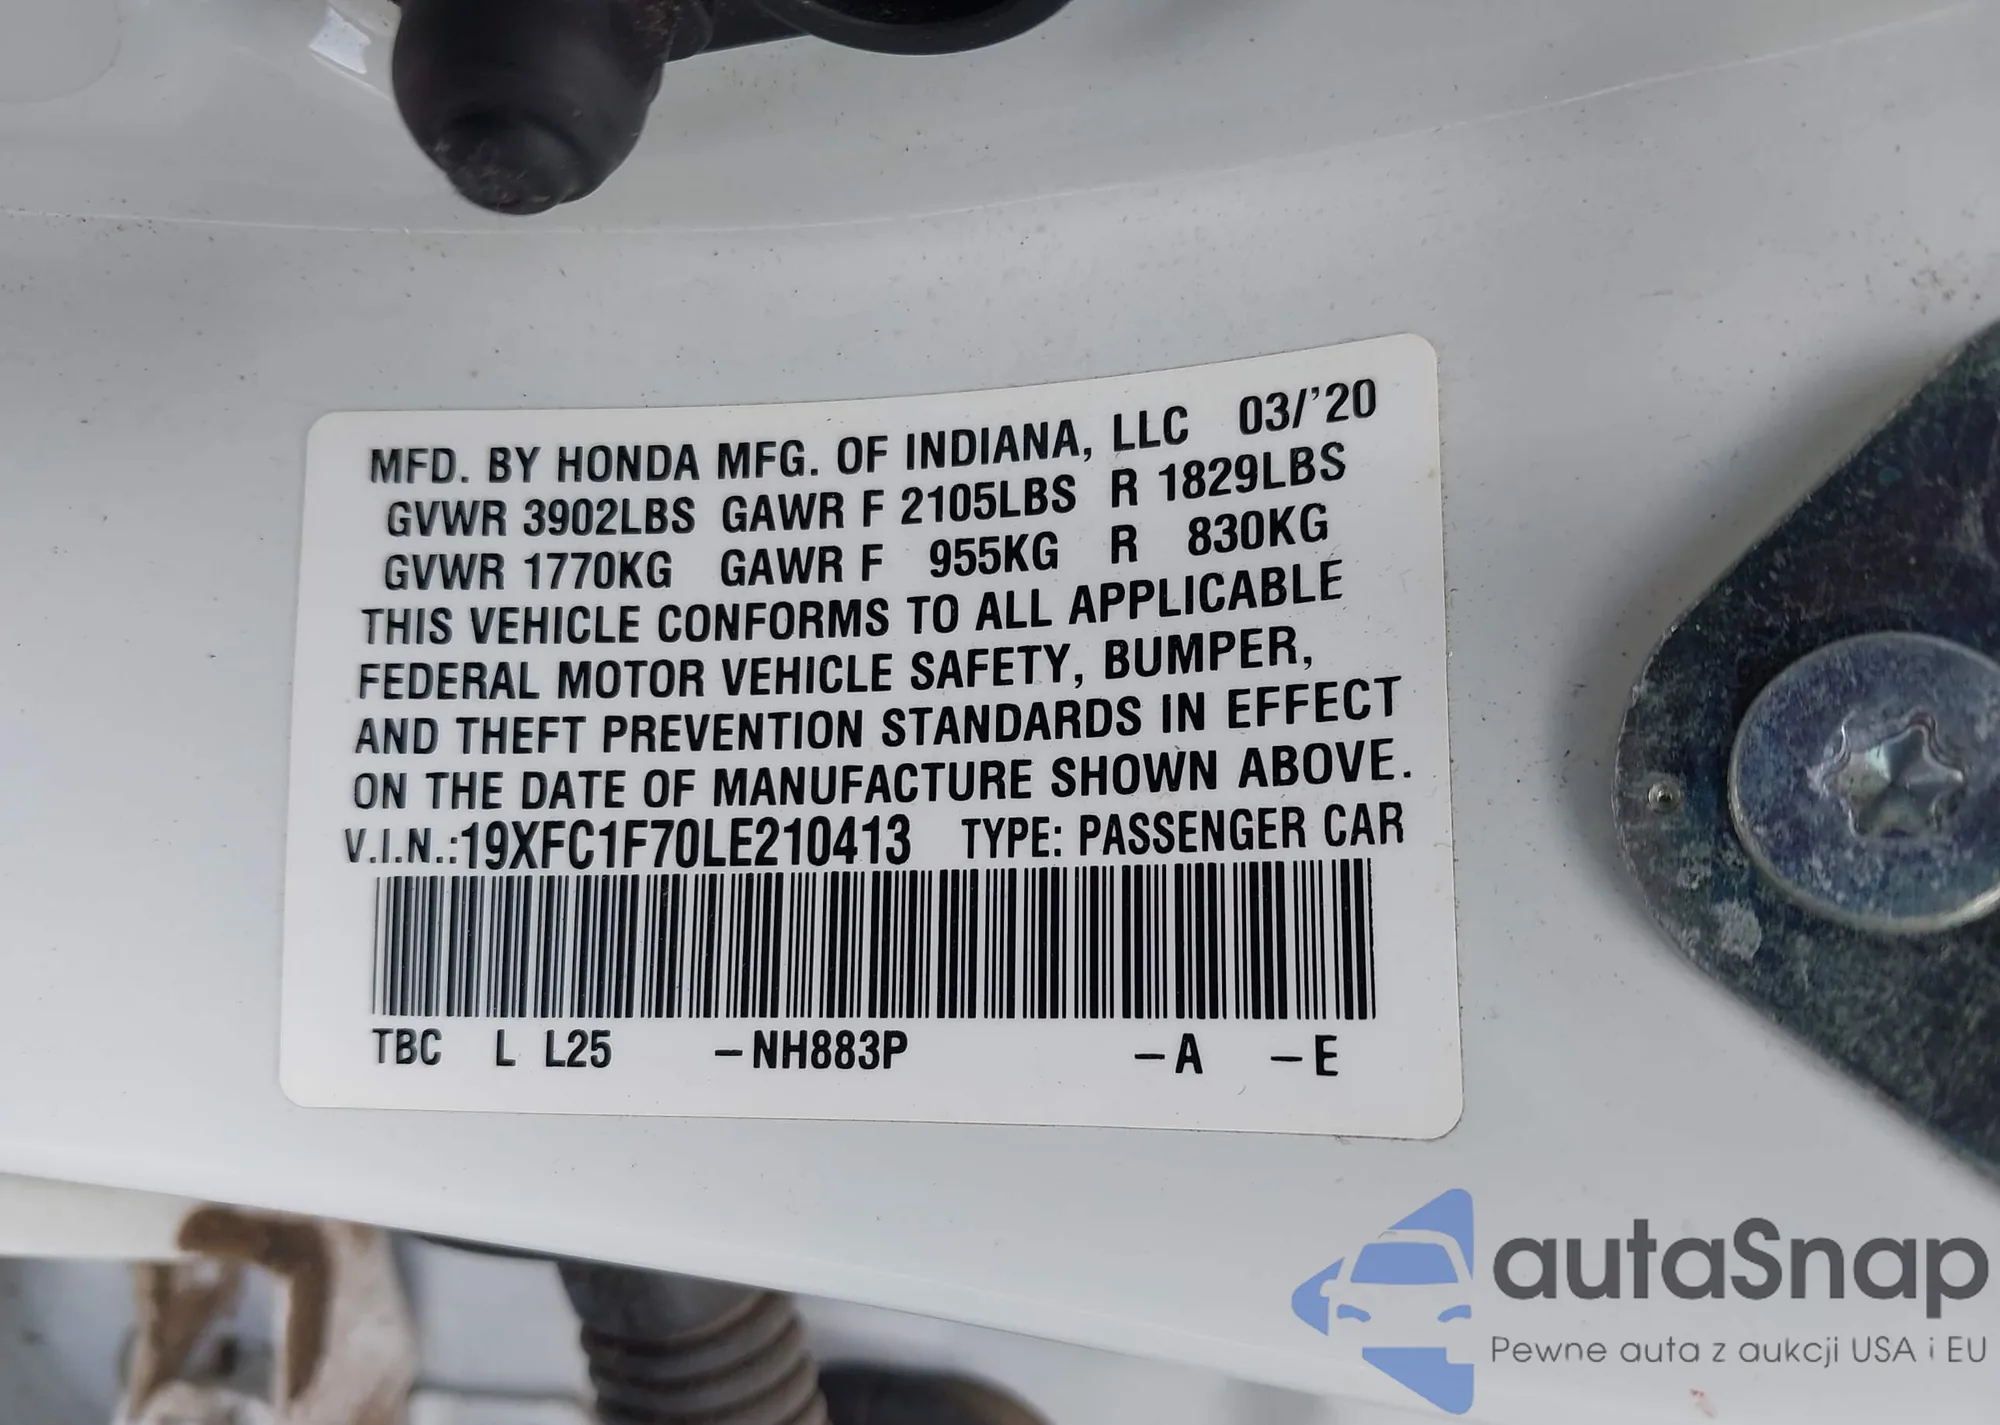 MFD. BY HONDA MFG. OF INDIANA, LLC 03/'20
GVWR 3902LBS GAWR F 2105LBS R 1829LBS
GVWR 1770KG GAWR F 955KG R 830KG
THIS VEHICLE CONFORMS TO ALL APPLICABLE
FEDERAL MOTOR VEHICLE SAFETY, BUMPER,
AND THEFT PREVENTION STANDARDS IN EFFECT
ON THE DATE OF MANUFACTURE SHOWN ABOVE.
V.I.N.:19XFC1F70LE210413 TYPE: PASSENGER CAR
TBC L L25 –NH883P –A –E
autaSnap
Pewne auta z aukcji USA i EU